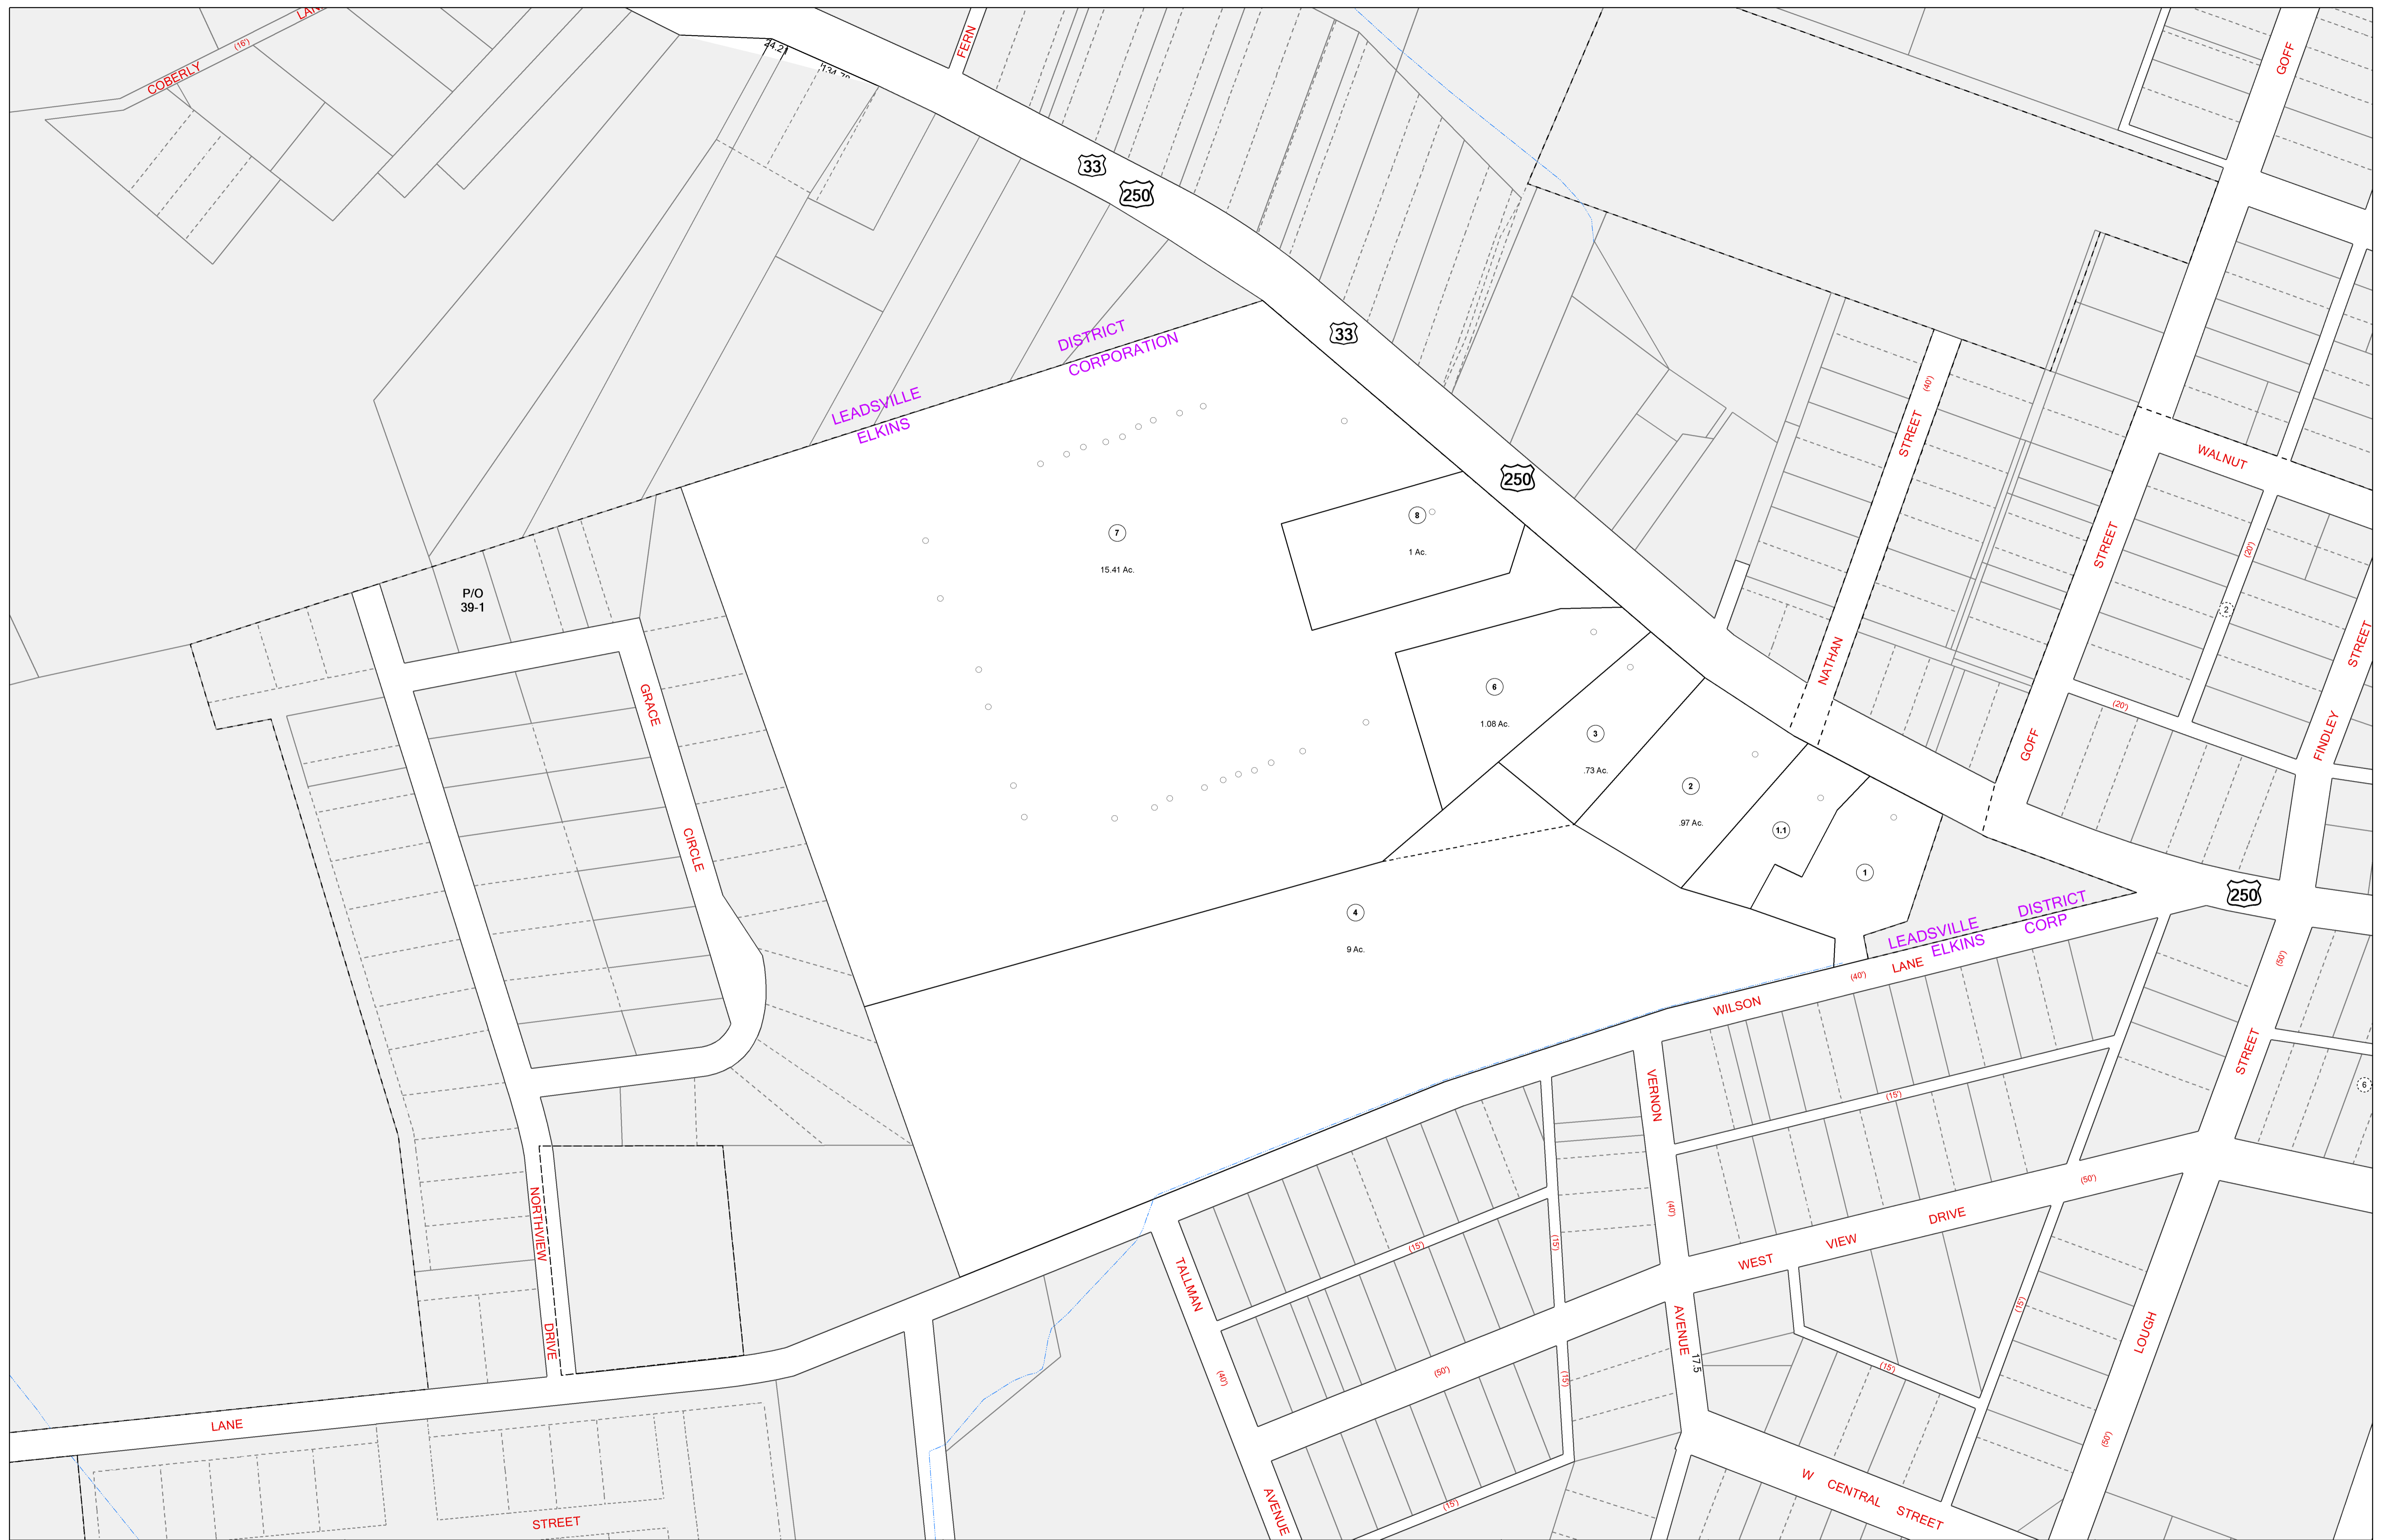 LAN
(16')
COBERLY
24.21
FERN
GOFF
33
250
33
DISTRICT
CORPORATION
LEADSVILLE
ELKINS
STREET
(40')
WALNUT
250
7
15.41 Ac.
8
1 Ac.
STREET
(20')
P/O
39-1
2
STREET
NATHAN
6
1.08 Ac.
GRACE
(20')
3
.73 Ac.
GOFF
FINDLEY
2
.97 Ac.
1.1
1
CIRCLE
250
4
9 Ac.
LEADSVILLE DISTRICT
ELKINS CORP
WILSON (40') LANE
(50')
STREET
VERNON
(15')
6
(50')
NORTHVIEW
(40')
WEST VIEW DRIVE
(15')
(15')
TALLMAN
DRIVE
AVENUE
17.5
(15')
LOUGH
(40')
(50')
(15')
(15')
LANE
(50')
W CENTRAL STREET
AVENUE
(15')
STREET